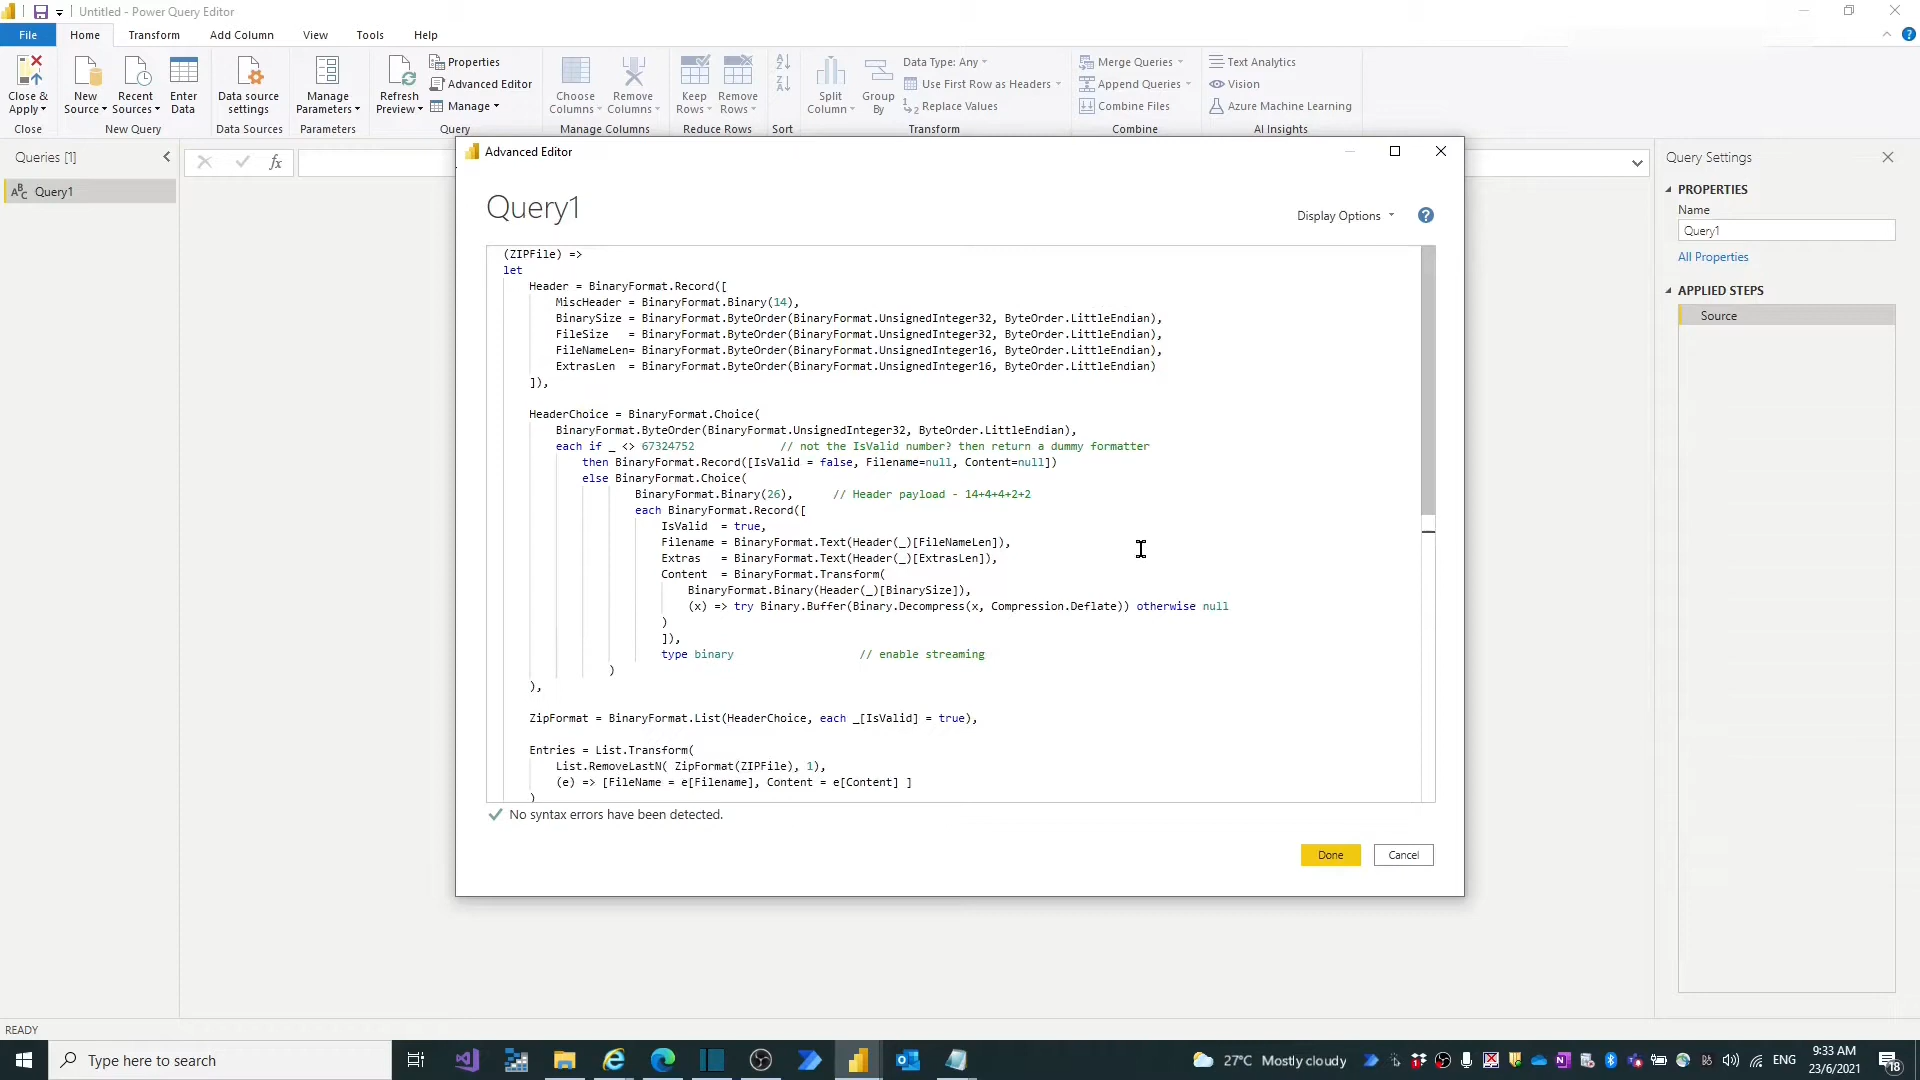 Untitled - Power Query Editor
File
Home
Transform
Add Column
View
Tools
Help
Close &
Apply
New
Source
Recent
Sources
Enter
Data
Data source
settings
Manage
Parameters
Refresh
Preview
Properties
Advanced Editor
Manage
Choose
Columns
Remove
Columns
Keep
Rows
Remove
Rows
Split
Column
Group
By
Data Type: Any
Use First Row as Headers
Replace Values
Merge Queries
Append Queries
Combine Files
Text Analytics
Vision
Azure Machine Learning
Close
New Query
Data Sources
Parameters
Query
Manage Columns
Reduce Rows
Sort
Transform
Combine
AI Insights
Queries [1]
Query1
fx
Advanced Editor
Query1
Display Options
(ZIPFile) =>
let
Header = BinaryFormat.Record([
MiscHeader = BinaryFormat.Binary(14),
BinarySize = BinaryFormat.ByteOrder(BinaryFormat.UnsignedInteger32, ByteOrder.LittleEndian),
FileSize   = BinaryFormat.ByteOrder(BinaryFormat.UnsignedInteger32, ByteOrder.LittleEndian),
FileNameLen= BinaryFormat.ByteOrder(BinaryFormat.UnsignedInteger16, ByteOrder.LittleEndian),
ExtrasLen  = BinaryFormat.ByteOrder(BinaryFormat.UnsignedInteger16, ByteOrder.LittleEndian)
]),
HeaderChoice = BinaryFormat.Choice(
BinaryFormat.ByteOrder(BinaryFormat.UnsignedInteger32, ByteOrder.LittleEndian),
each if _ <> 67324752 // not the IsValid number? then return a dummy formatter
then BinaryFormat.Record([IsValid = false, Filename=null, Content=null])
else BinaryFormat.Choice(
BinaryFormat.Binary(26), // Header payload - 14+4+4+2+2
each BinaryFormat.Record([
IsValid  = true,
Filename = BinaryFormat.Text(Header(_)[FileNameLen]),
Extras   = BinaryFormat.Text(Header(_)[ExtrasLen]),
Content  = BinaryFormat.Transform(
BinaryFormat.Binary(Header(_)[BinarySize]),
(x) => try Binary.Buffer(Binary.Decompress(x, Compression.Deflate)) otherwise null
)
]),
type binary // enable streaming
)
),
ZipFormat = BinaryFormat.List(HeaderChoice, each _[IsValid] = true),
Entries = List.Transform(
List.RemoveLastN( ZipFormat(ZIPFile), 1),
(e) => [FileName = e[Filename], Content = e[Content] ]
)
No syntax errors have been detected.
Done
Cancel
Query Settings
PROPERTIES
Name
Query1
All Properties
APPLIED STEPS
Source
READY
Type here to search
27°C Mostly cloudy
ENG
9:33 AM
23/6/2021
18